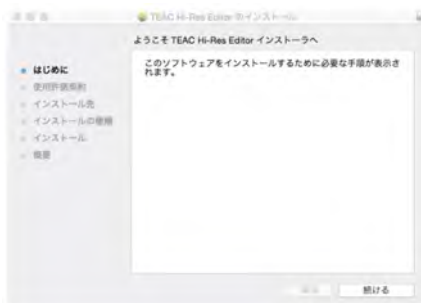 TEAC Hi-Res Editor のインストール
ようこそ TEAC Hi-Res Editor インストーラへ
はじめに
使用許諾契約
インストール先
インストールの種類
インストール
概要
このソフトウェアをインストールするために必要な手順が表示さ
れます。
続ける